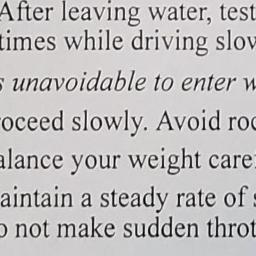 After leaving water, test
times while driving slow
s unavoidable to enter w
roceed slowly. Avoid roc
alance your weight care
aintain a steady rate of s
o not make sudden throt